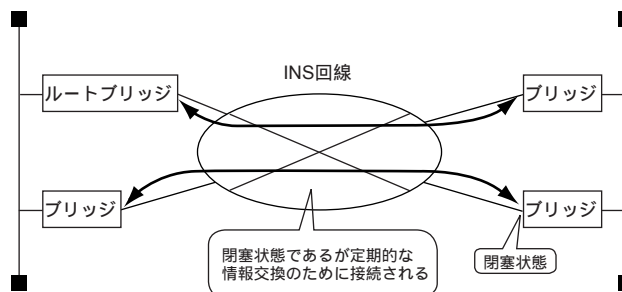 INS回線
ルートブリッジ
ブリッジ
ブリッジ
ブリッジ
閉塞状態であるが定期的な
情報交換のために接続される
閉塞状態